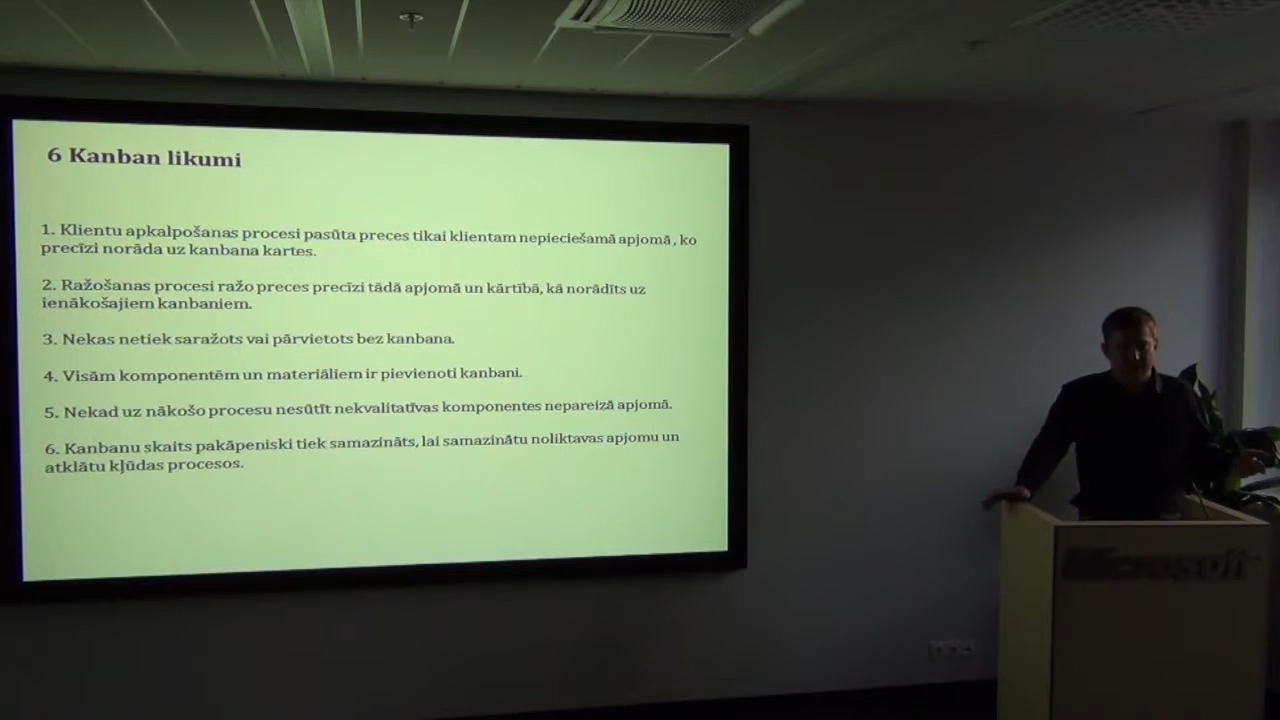 6 Kanban likumi
1. Klientu apkalpošanas procesi pasūta preces tikai klientam nepieciešamā apjomā, ko
precīzi norāda uz kanbana kartes.
2. Ražošanas procesi ražo preces precīzi tādā apjomā un kārtībā, kā norādīts uz
ienākošajiem kanbaniem.
3. Nekas netiek saražots vai pārvietots bez kanbana.
4. Visām komponentēm un materiāliem ir pievienoti kanbani.
5. Nekad uz nākošo procesu nesūtīt nekvalitatīvas komponentes nepareizā apjomā.
6. Kanbanu skaits pakāpeniski tiek samazināts, lai samazinātu noliktavas apjomu un
atklātu kļūdas procesos.
Microsoft